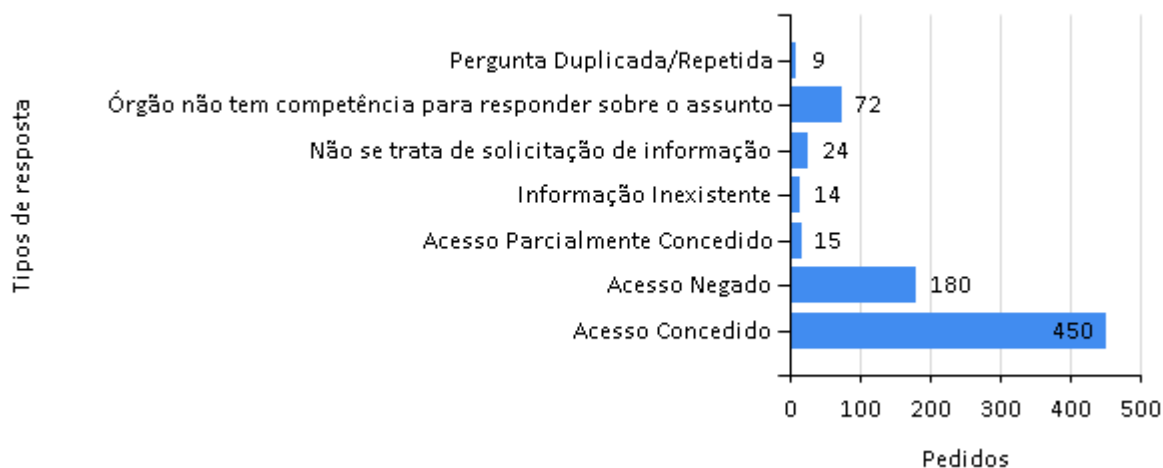 Tipos de resposta
Pergunta Duplicada/Repetida 9
Órgão não tem competência para responder sobre o assunto 72
Não se trata de solicitação de informação 24
Informação Inexistente 14
Acesso Parcialmente Concedido 15
Acesso Negado 180
Acesso Concedido 450
0 100 200 300 400 500
Pedidos